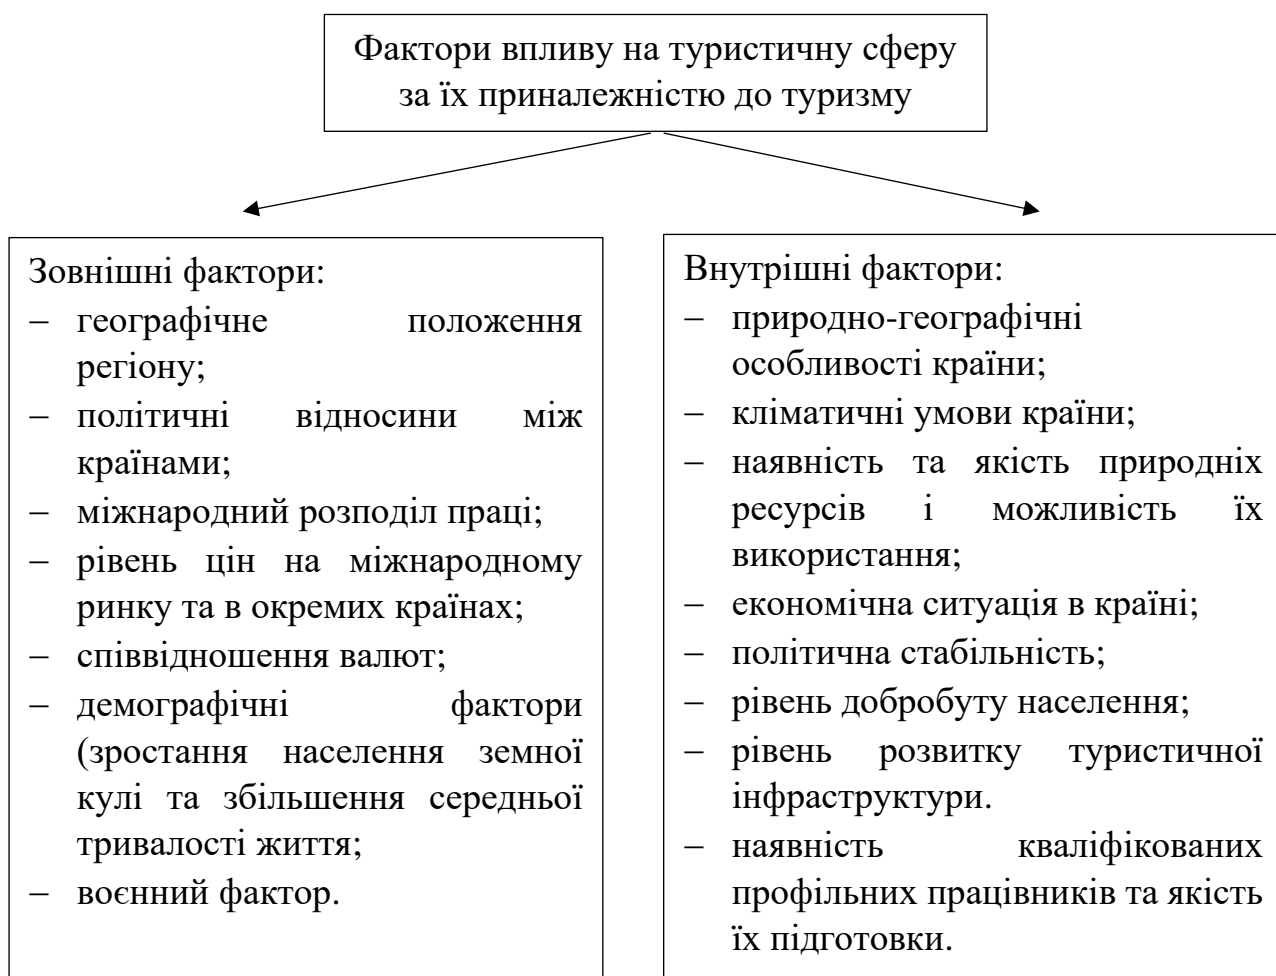 Фактори впливу на туристичну сферу
за їх приналежністю до туризму
Зовнішні фактори:
– географічне положення
регіону;
– політичні відносини між
країнами;
– міжнародний розподіл праці;
– рівень цін на міжнародному
ринку та в окремих країнах;
– співвідношення валют;
– демографічні фактори
(зростання населення земної
кулі та збільшення середньої
тривалості життя;
– воєнний фактор.
Внутрішні фактори:
– природно-географічні
особливості країни;
– кліматичні умови країни;
– наявність та якість природніх
ресурсів і можливість їх
використання;
– економічна ситуація в країні;
– політична стабільність;
– рівень добробуту населення;
– рівень розвитку туристичної
інфраструктури.
– наявність кваліфікованих
профільних працівників та якість
їх підготовки.